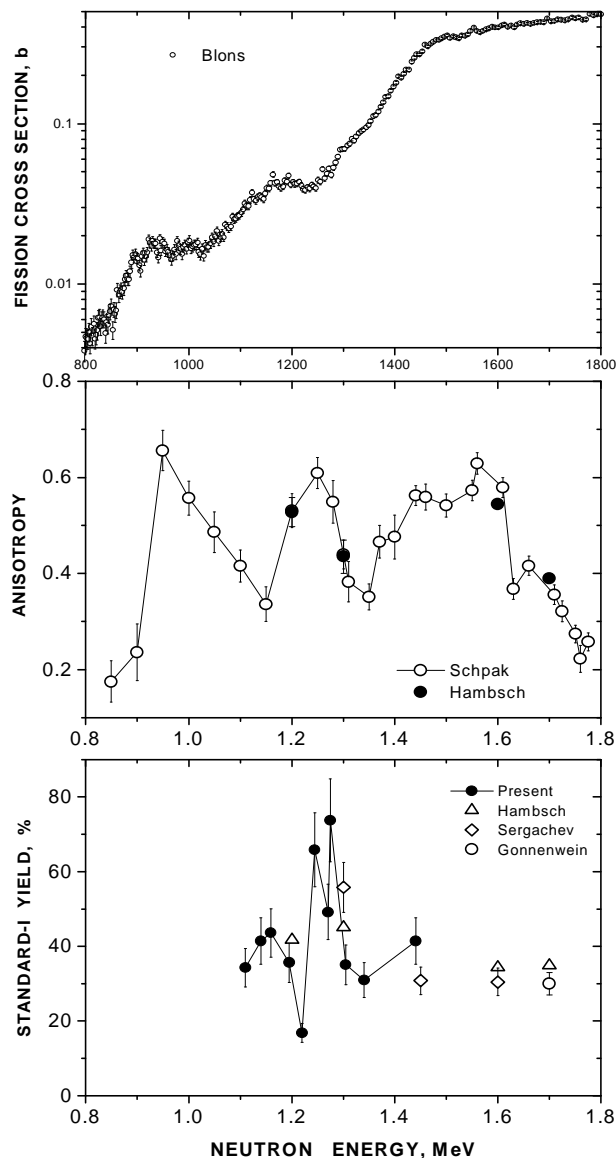 FISSION CROSS SECTION, b
Blons
0.1
0.01
800 1000 1200 1400 1600 1800
ANISOTROPY
0.8
0.6
0.4
0.2
Schpak
Hambsch
0.8 1.0 1.2 1.4 1.6 1.8
STANDARD-I YIELD, %
80
60
40
20
0
Present
Hambsch
Sergachev
Gonnenwein
0.8 1.0 1.2 1.4 1.6 1.8
NEUTRON ENERGY, MeV